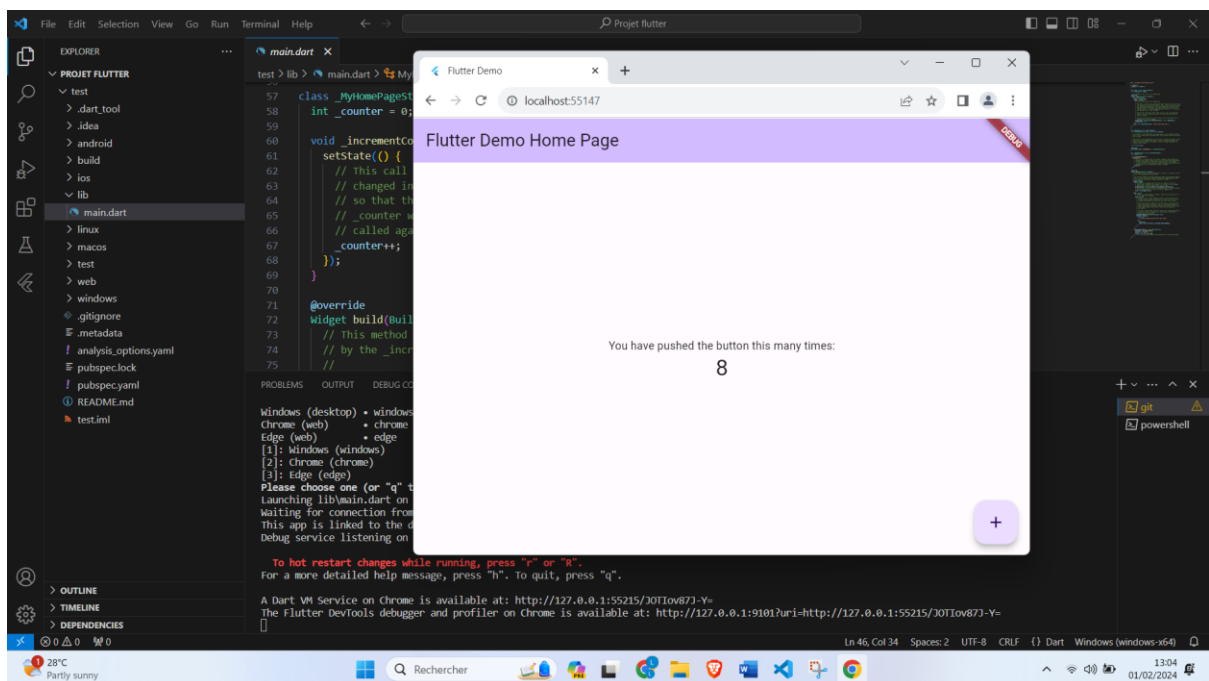 File Edit Selection View Go Run Terminal Help
Projet flutter
EXPLORER
PROJET FLUTTER
test
.dart_tool
.idea
android
build
ios
lib
main.dart
linux
macos
test
web
windows
.gitignore
.metadata
analysis_options.yaml
pubspec.lock
pubspec.yaml
README.md
test.iml
OUTLINE
TIMELINE
DEPENDENCIES
main.dart
test > lib > main.dart >
57 class _MyHomePageSt
58 int _counter = 0;
59
60 void _incrementCo
61 setState(() {
62 // This call
63 // changed in
64 // so that th
65 // _counter w
66 // called aga
67 _counter++;
68 });
69 }
70
71 @override
72 Widget build(Buil
73 // This method
74 // by the _incr
75 //
Flutter Demo
localhost:55147
Flutter Demo Home Page
DEBUG
You have pushed the button this many times:
8
+
PROBLEMS OUTPUT DEBUG CO
git
powershell
Windows (desktop) • windows
Chrome (web) • chrome
Edge (web) • edge
[1]: Windows (windows)
[2]: Chrome (chrome)
[3]: Edge (edge)
Please choose one (or "q" t
Launching lib\main.dart on
Waiting for connection from
This app is linked to the d
Debug service listening on
To hot restart changes while running, press "r" or "R".
For a more detailed help message, press "h". To quit, press "q".
A Dart VM Service on Chrome is available at: http://127.0.0.1:55215/JOTIov87J-Y=
The Flutter DevTools debugger and profiler on Chrome is available at: http://127.0.0.1:9101?uri=http://127.0.0.1:55215/JOTIov87J-Y=
0 0 0
Ln 46, Col 34 Spaces: 2 UTF-8 CRLF {} Dart Windows (windows-x64)
28°C
Partly sunny
Rechercher
13:04
01/02/2024